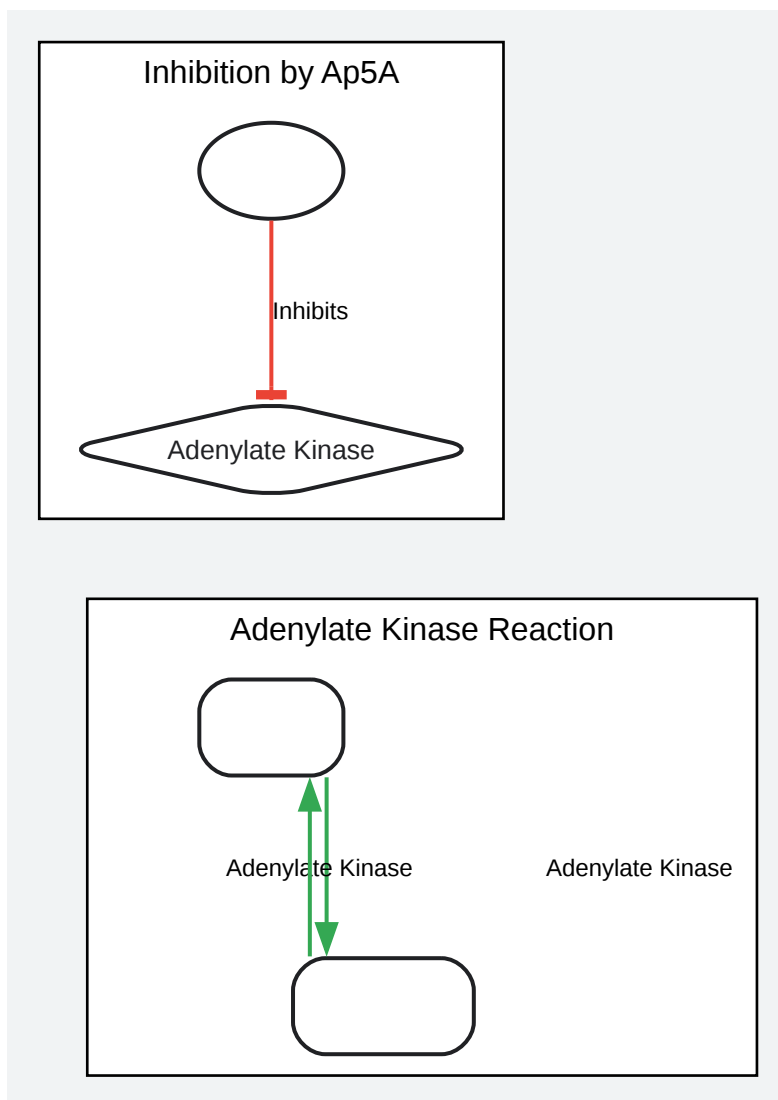 Inhibition by Ap5A
Inhibits
Adenylate Kinase
Adenylate Kinase Reaction
Adenylate Kinase
Adenylate Kinase